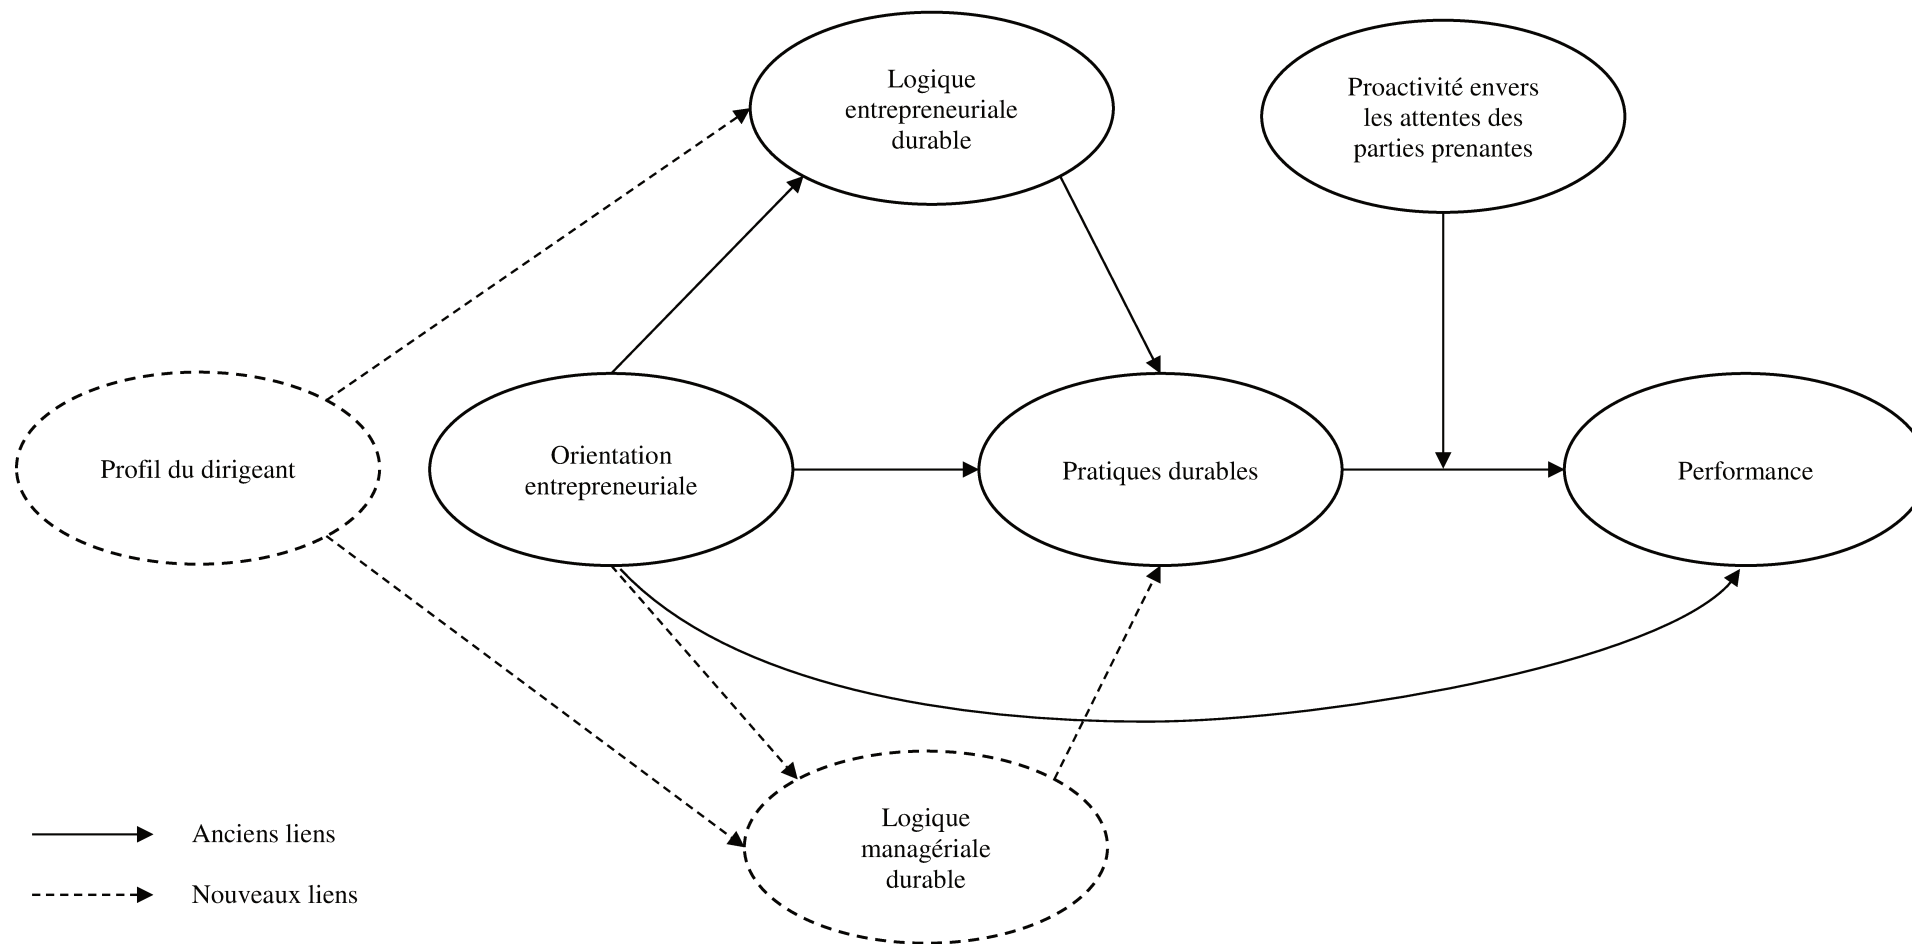 Logique
entrepreneuriale
durable
Proactivité envers
les attentes des
parties prenantes
Profil du dirigeant
Orientation
entrepreneuriale
Pratiques durables
Performance
Logique
managériale
durable
Anciens liens
Nouveaux liens